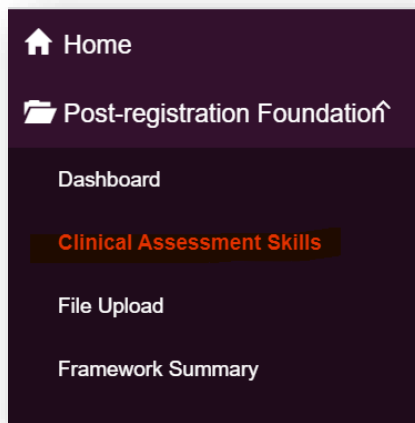 Home
Post-registration Foundation
Dashboard
Clinical Assessment Skills
File Upload
Framework Summary